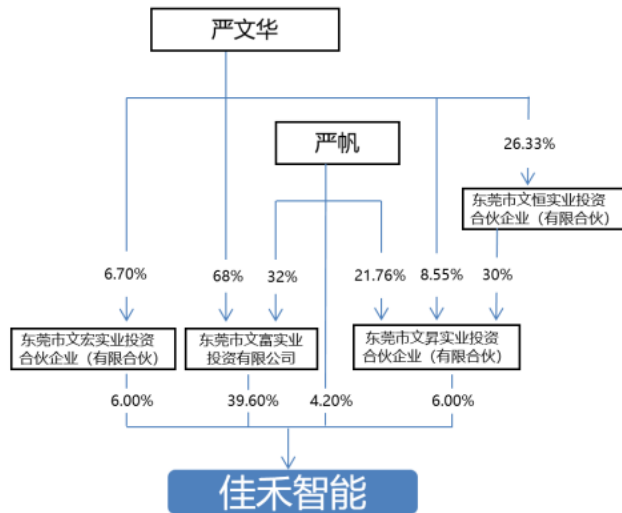 严文华
严帆
26.33%
东莞市文恒实业投资
合伙企业（有限合伙）
6.70%
68%
32%
21.76%
8.55%
30%
东莞市文宏实业投资
合伙企业（有限合伙）
东莞市文富实业
投资有限公司
东莞市文昇实业投资
合伙企业（有限合伙）
6.00%
39.60%
4.20%
6.00%
佳禾智能